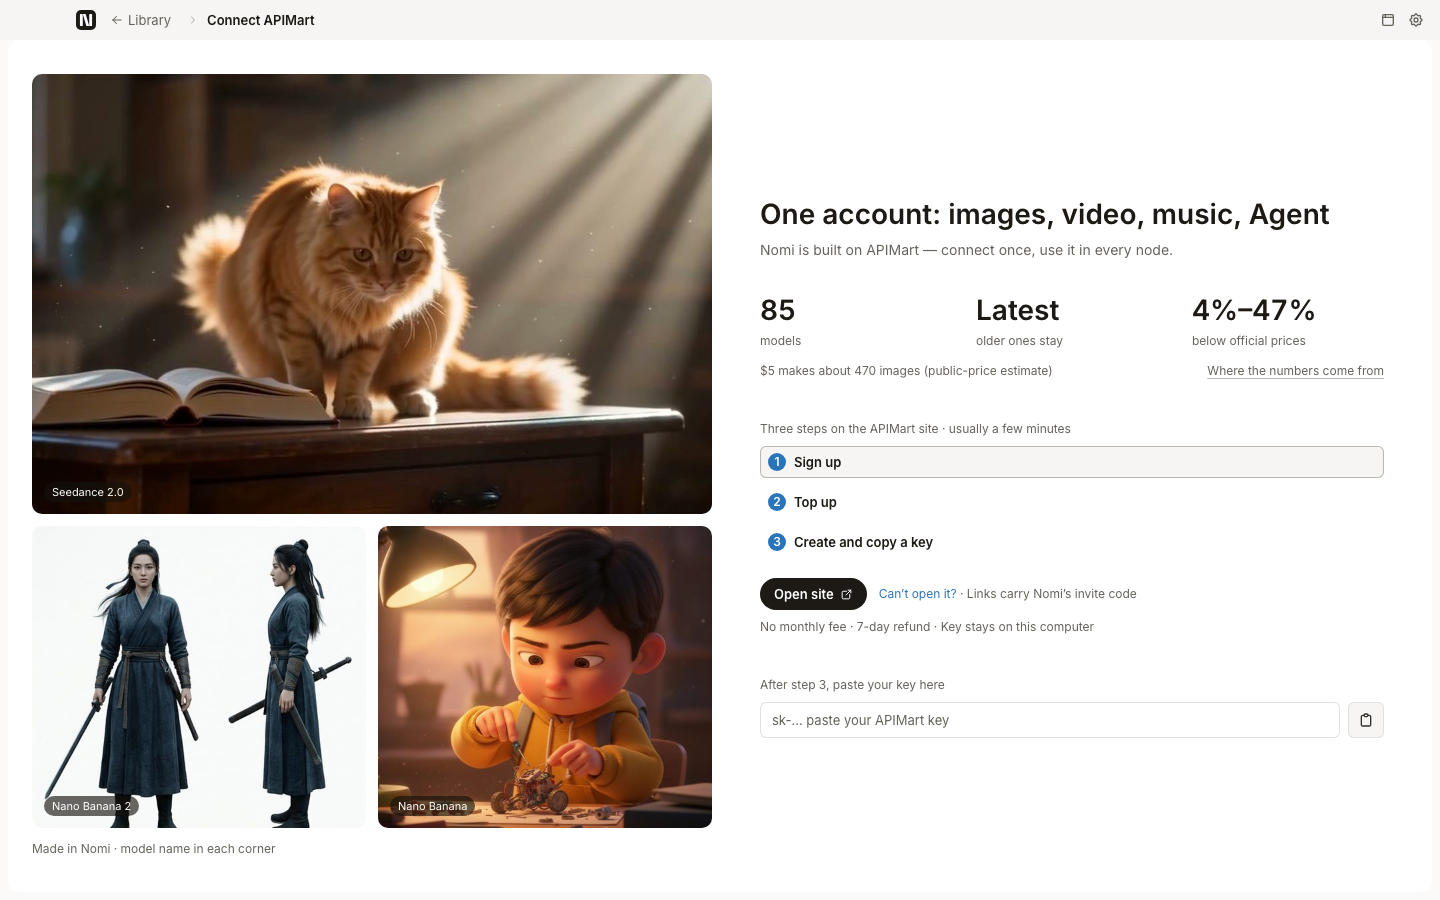 N
Library
Connect APIMart
Seedance 2.0
Nano Banana 2
Nano Banana
Made in Nomi · model name in each corner
One account: images, video, music, Agent
Nomi is built on APIMart — connect once, use it in every node.
85
models
Latest
older ones stay
4%–47%
below official prices
$5 makes about 470 images (public-price estimate)
Where the numbers come from
Three steps on the APIMart site · usually a few minutes
1 Sign up
2 Top up
3 Create and copy a key
Open site
Can’t open it? · Links carry Nomi’s invite code
No monthly fee · 7-day refund · Key stays on this computer
After step 3, paste your key here
sk-... paste your APIMart key